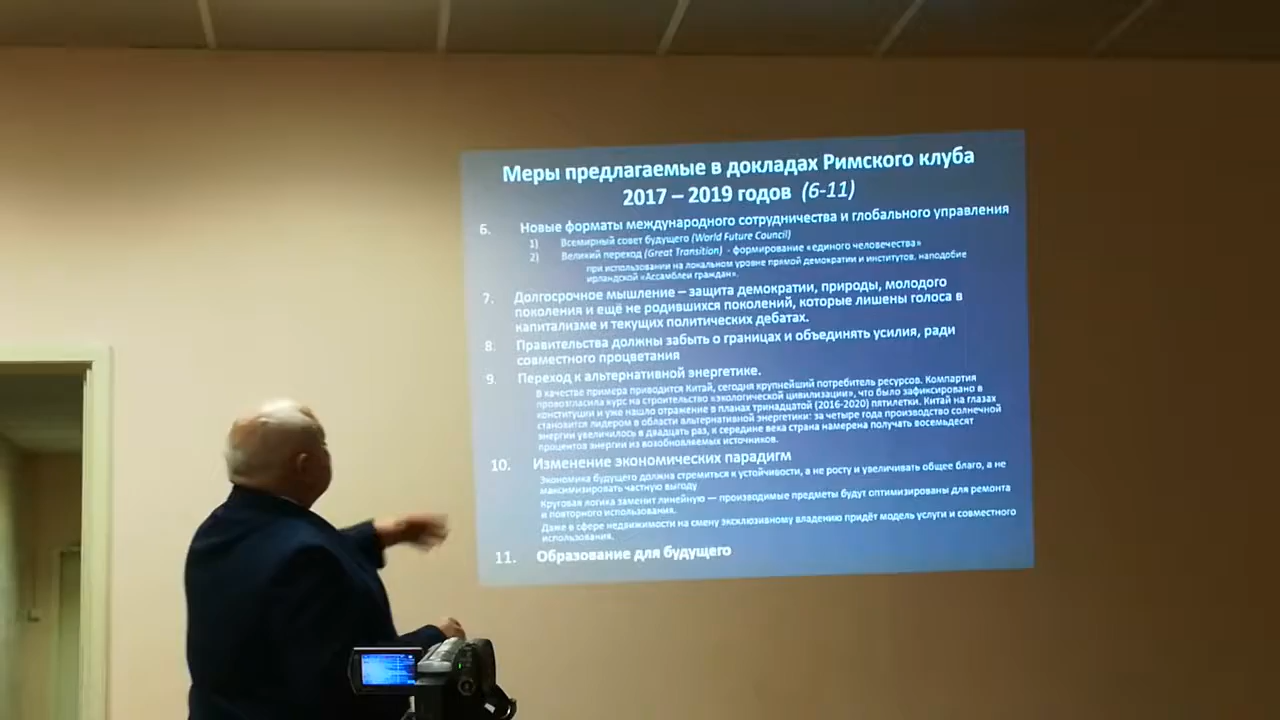 Меры предлагаемые в докладах Римского клуба
2017 – 2019 годов (6-11)
6. Новые форматы международного сотрудничества и глобального управления
1) Всемирный совет будущего (World Future Council)
2) Великий переход (Great Transition) - формирование «единого человечества»
при использовании на локальном уровне прямой демократии и институтов, наподобие
ирландской «Ассамблеи граждан».
7. Долгосрочное мышление – защита демократии, природы, молодого
поколения и ещё не родившихся поколений, которые лишены голоса в
капитализме и текущих политических дебатах.
8. Правительства должны забыть о границах и объединять усилия, ради
совместного процветания
9. Переход к альтернативной энергетике.
В качестве примера приводится Китай, сегодня крупнейший потребитель ресурсов. Компартия
провозгласила курс на строительство «экологической цивилизации», что было зафиксировано в
конституции и уже нашло отражение в планах тринадцатой (2016-2020) пятилетки. Китай на глазах
становится лидером в области альтернативной энергетики: за четыре года производство солнечной
энергии увеличилось в двадцать раз, к середине века страна намерена получать восемьдесят
процентов энергии из возобновляемых источников.
10. Изменение экономических парадигм
Экономика будущего должна стремиться к устойчивости, а не росту и увеличивать общее благо, а не
максимизировать частную выгоду
Круговая логика заменит линейную — производимые предметы будут оптимизированы для ремонта
и повторного использования.
Даже в сфере недвижимости на смену эксклюзивному владению придёт модель услуги и совместного
использования.
11. Образование для будущего